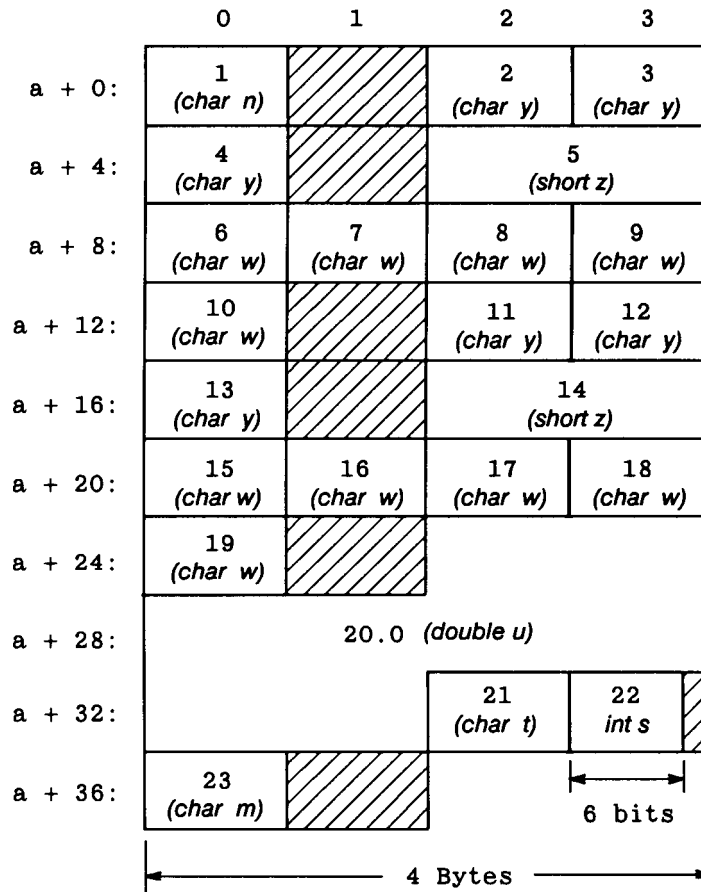 0 1 2 3
a + 0: 1 2 3
(char n) (char y) (char y)
a + 4: 4 5
(char y) (short z)
a + 8: 6 7 8 9
(char w) (char w) (char w) (char w)
a + 12: 10 11 12
(char w) (char y) (char y)
a + 16: 13 14
(char y) (short z)
a + 20: 15 16 17 18
(char w) (char w) (char w) (char w)
a + 24: 19
(char w)
a + 28: 20.0 (double u)
a + 32: 21 22
(char t) int s
a + 36: 23
(char m)
6 bits
4 Bytes